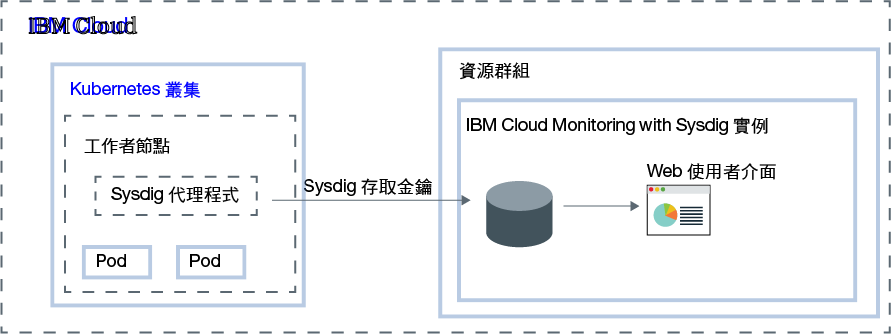 IBM Cloud
Kubernetes 叢集
工作者節點
Sysdig 代理程式
Pod
Pod
Sysdig 存取金鑰
資源群組
IBM Cloud Monitoring with Sysdig 實例
Web 使用者介面